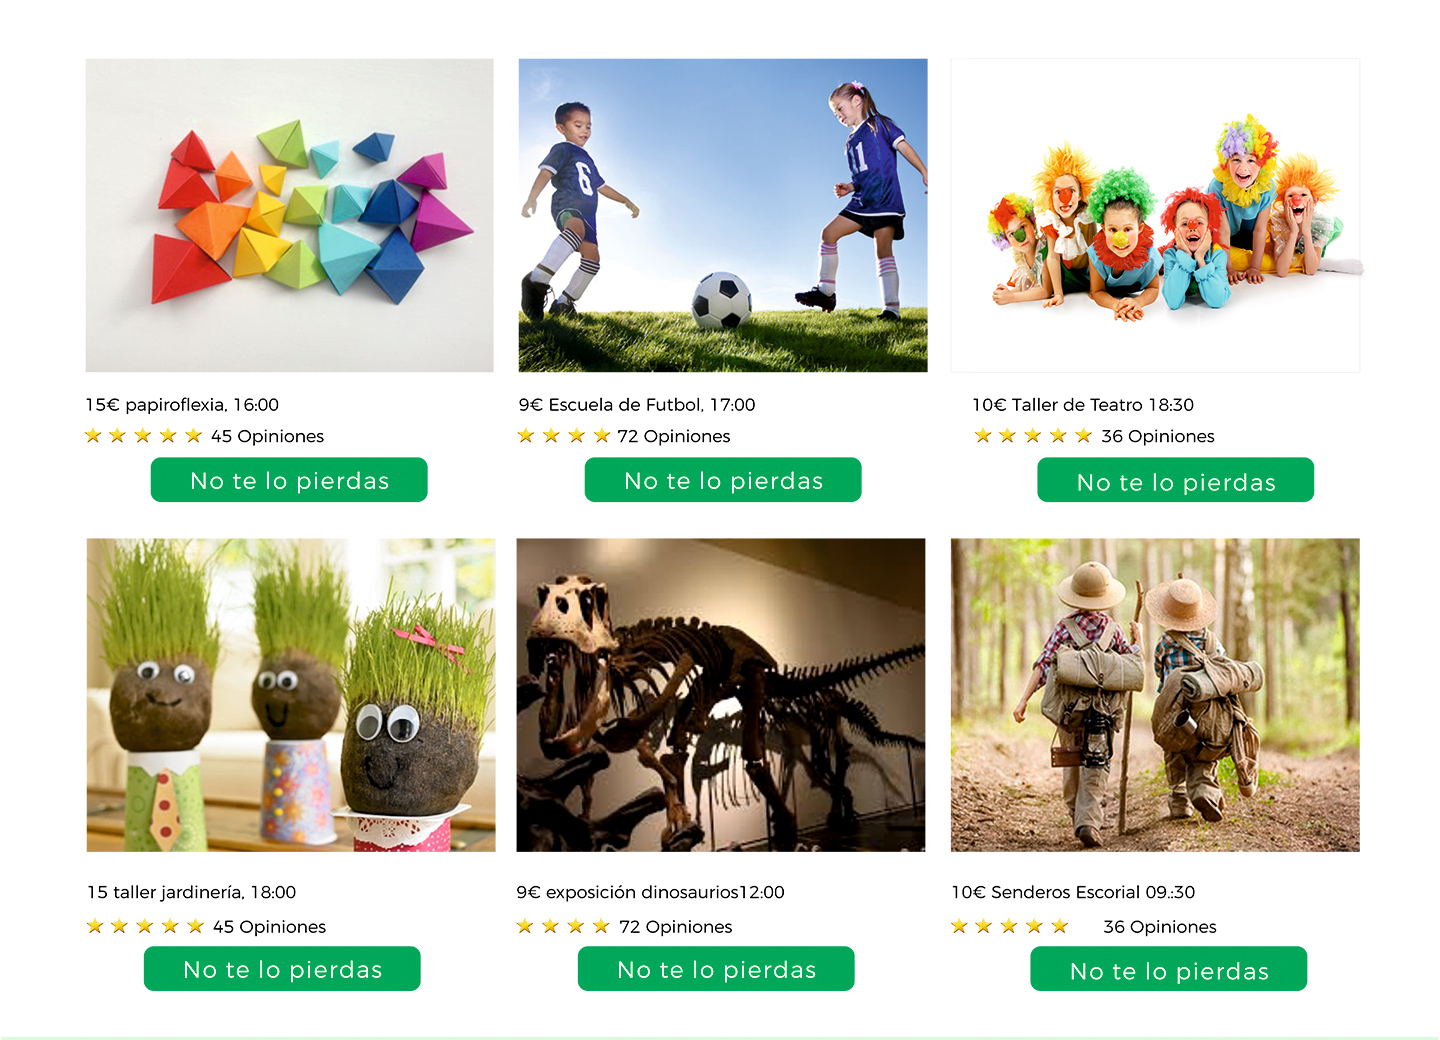 15€ papiroflexia, 16:00
45 Opiniones
No te lo pierdas
9€ Escuela de Futbol, 17:00
72 Opiniones
No te lo pierdas
10€ Taller de Teatro 18:30
36 Opiniones
No te lo pierdas
15 taller jardinería, 18:00
45 Opiniones
No te lo pierdas
9€ exposición dinosaurios12:00
72 Opiniones
No te lo pierdas
10€ Senderos Escorial 09.:30
36 Opiniones
No te lo pierdas
6
11